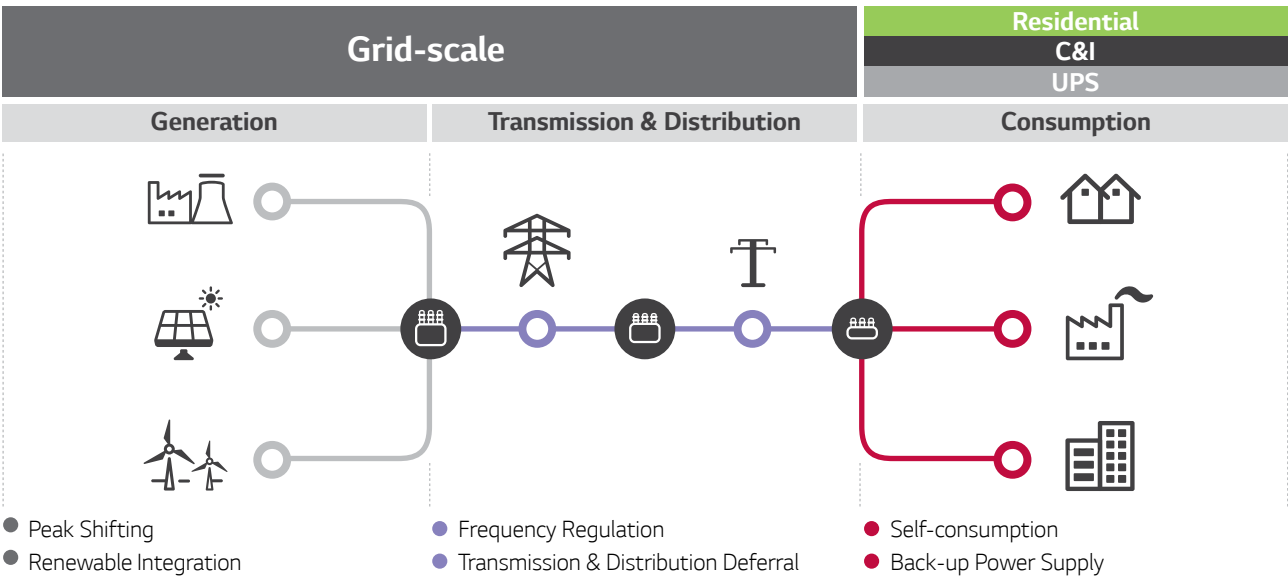 Grid-scale
Residential
C&I
UPS
Generation
Transmission & Distribution
Consumption
Peak Shifting
Renewable Integration
Frequency Regulation
Transmission & Distribution Deferral
Self-consumption
Back-up Power Supply